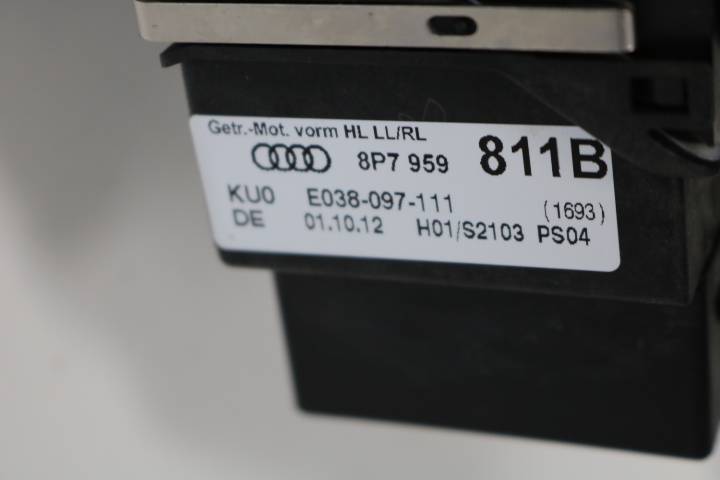 Getr.-Mot. vorm HL LL/RL
8P7 959 811B
KU0 E038-097-111 (1693)
DE 01.10.12 H01/S2103 PS04